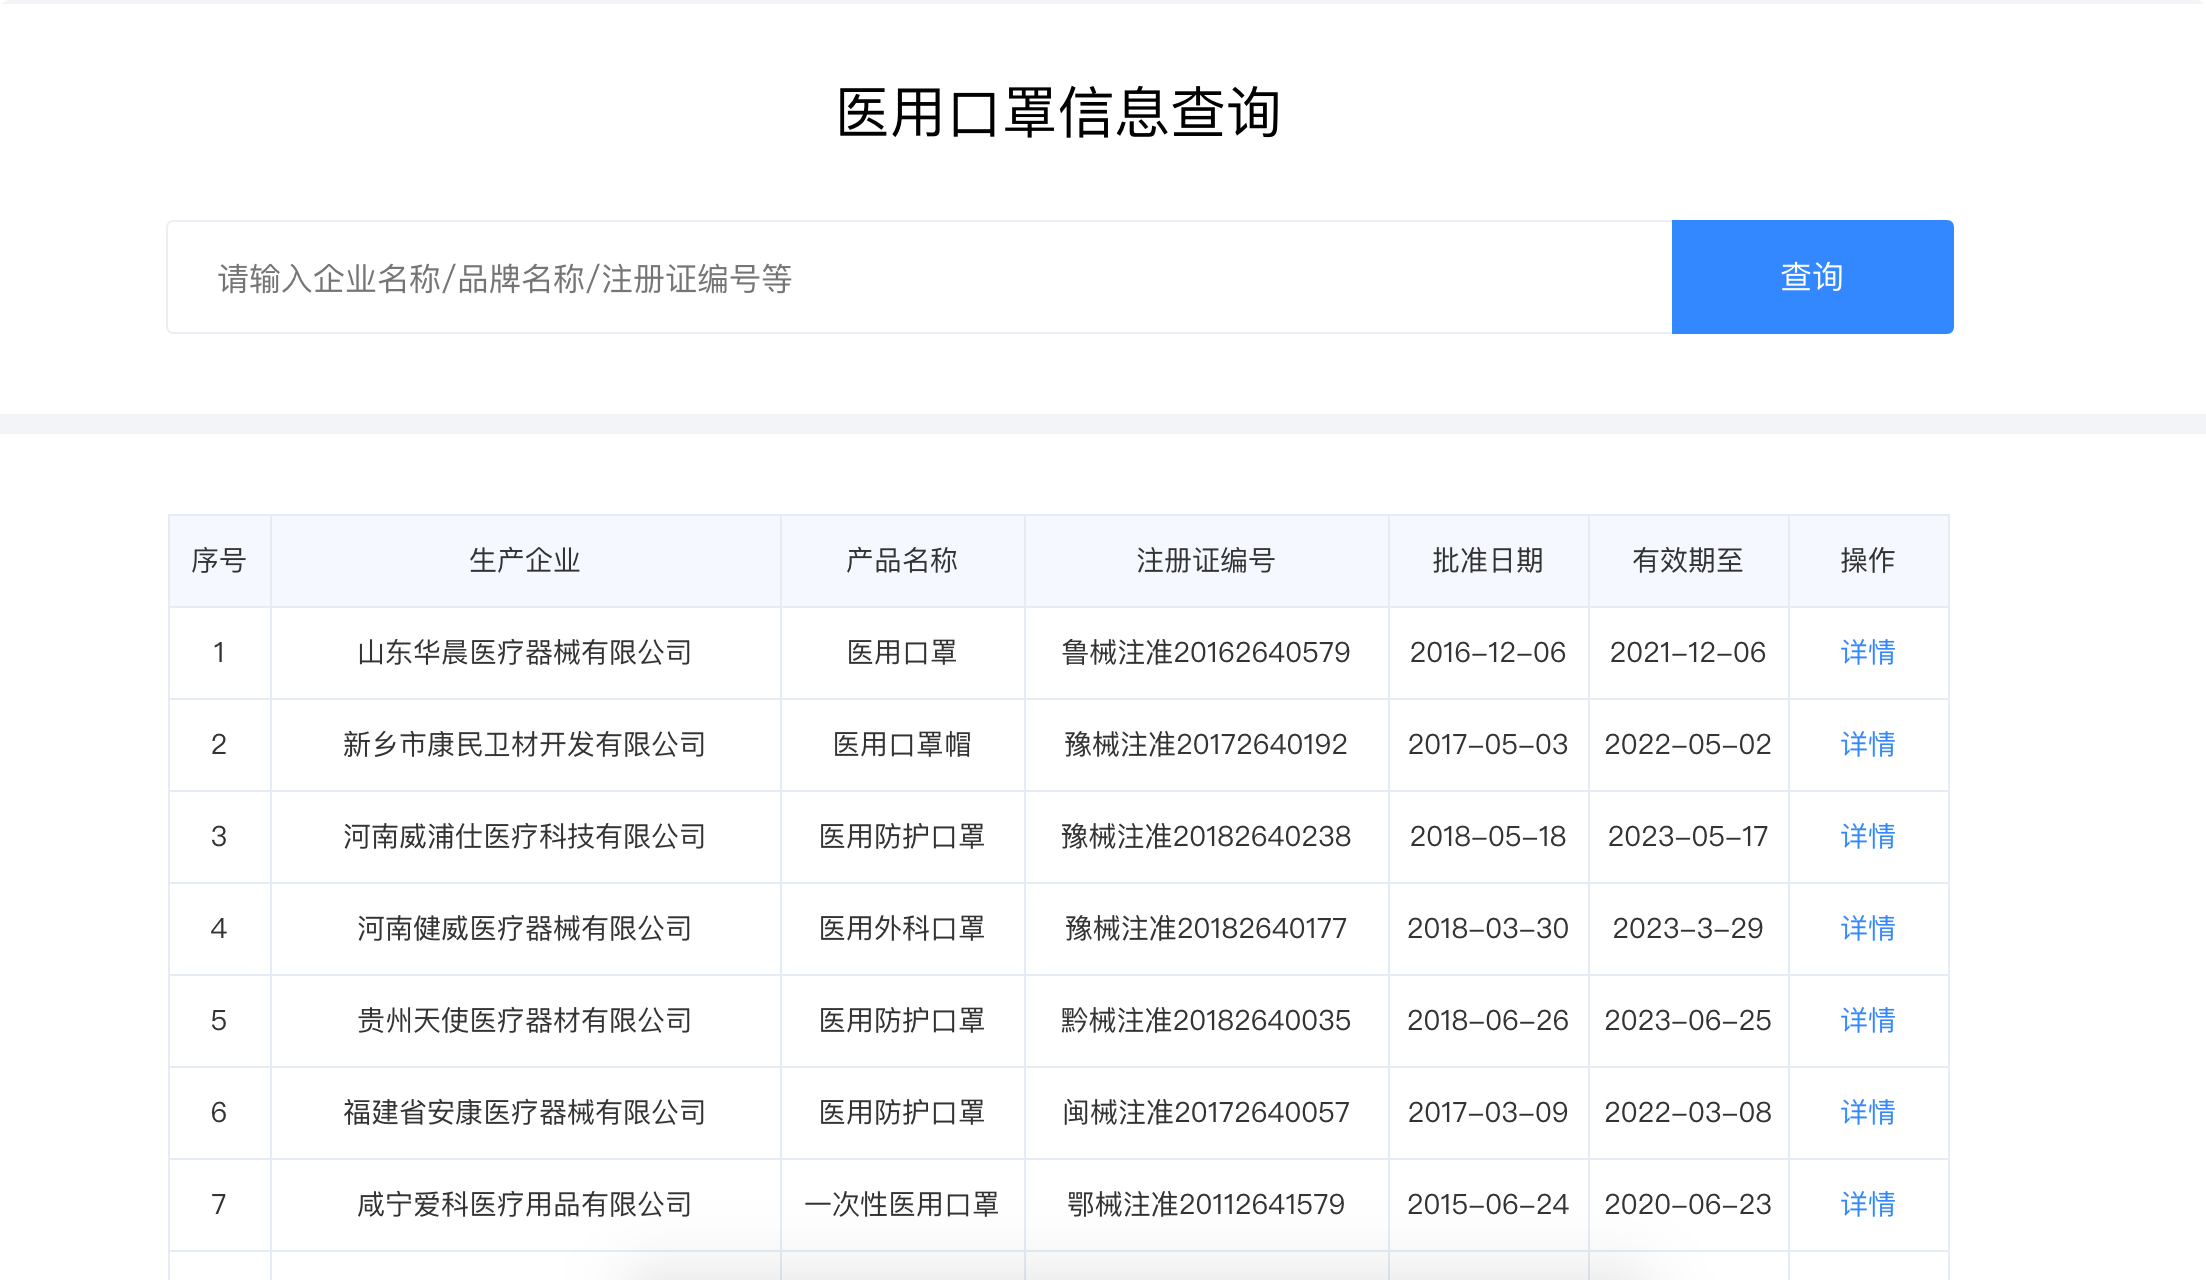 医用口罩信息查询
请输入企业名称/品牌名称/注册证编号等 查询
序号 生产企业 产品名称 注册证编号 批准日期 有效期至 操作
1 山东华晨医疗器械有限公司 医用口罩 鲁械注准20162640579 2016-12-06 2021-12-06 详情
2 新乡市康民卫材开发有限公司 医用口罩帽 豫械注准20172640192 2017-05-03 2022-05-02 详情
3 河南威浦仕医疗科技有限公司 医用防护口罩 豫械注准20182640238 2018-05-18 2023-05-17 详情
4 河南健威医疗器械有限公司 医用外科口罩 豫械注准20182640177 2018-03-30 2023-3-29 详情
5 贵州天使医疗器材有限公司 医用防护口罩 黔械注准20182640035 2018-06-26 2023-06-25 详情
6 福建省安康医疗器械有限公司 医用防护口罩 闽械注准20172640057 2017-03-09 2022-03-08 详情
7 咸宁爱科医疗用品有限公司 一次性医用口罩 鄂械注准20112641579 2015-06-24 2020-06-23 详情